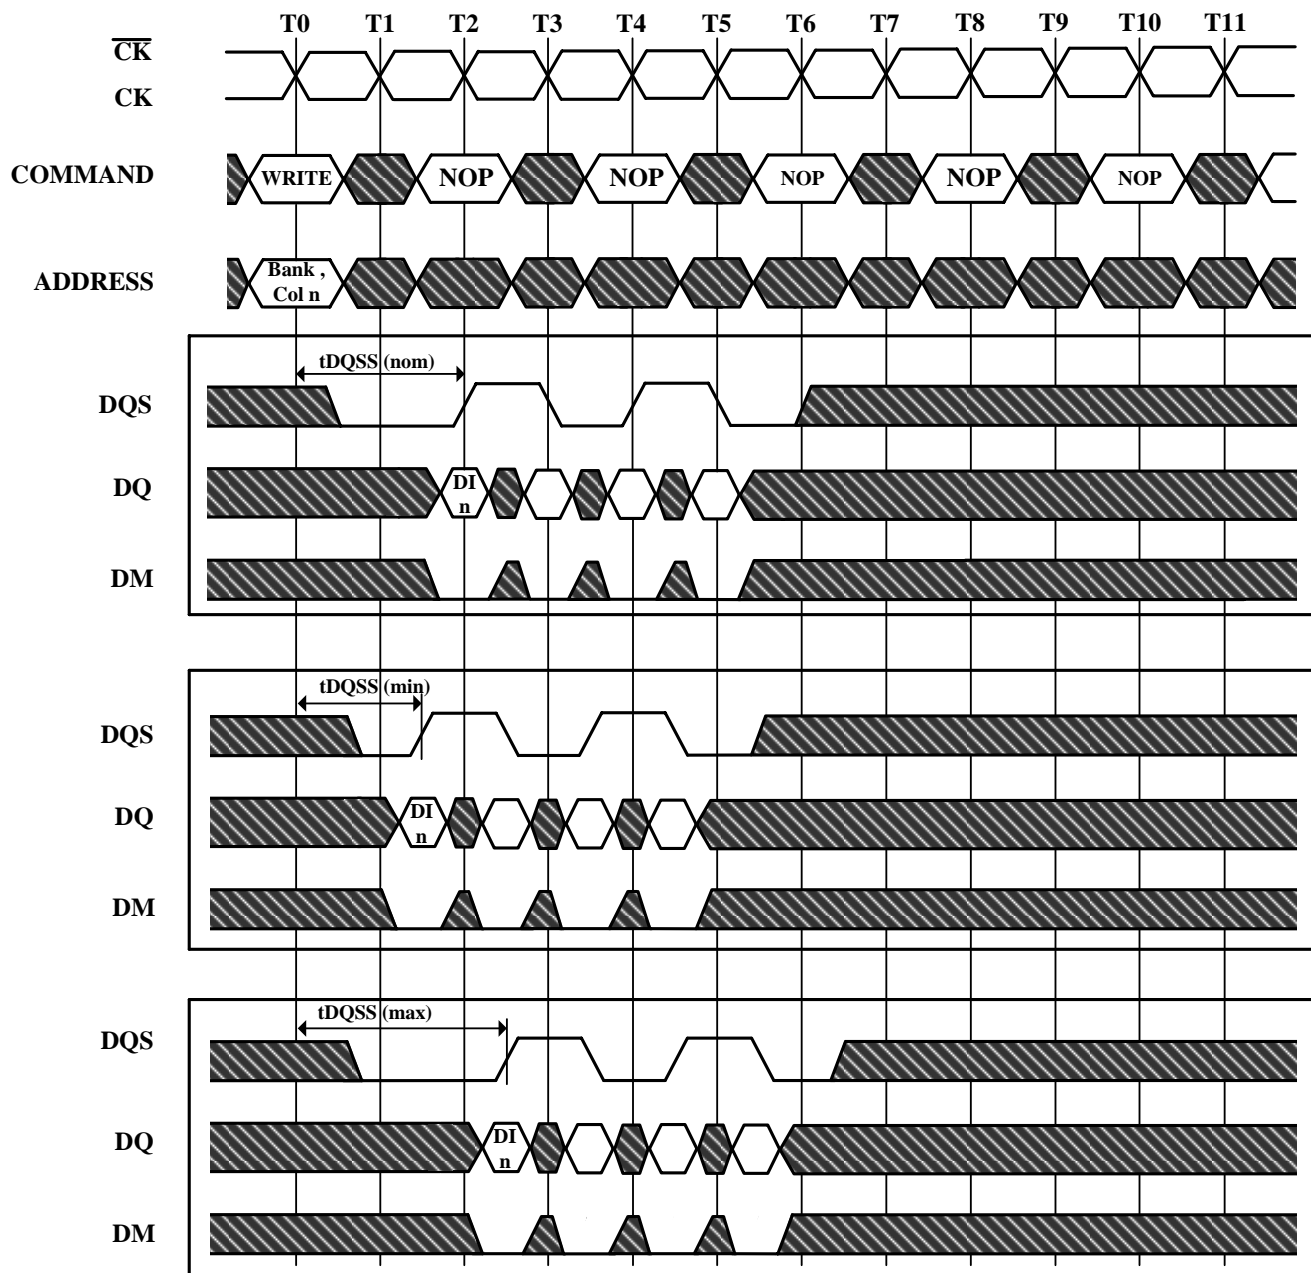 T0 T1 T2 T3 T4 T5 T6 T7 T8 T9 T10 T11
CK
CK
COMMAND WRITE NOP NOP NOP NOP NOP
ADDRESS Bank ,
Col n
tDQSS (nom)
DQS
DQ DI
n
DM
tDQSS (min)
DQS
DQ DI
n
DM
tDQSS (max)
DQS
DQ DI
n
DM